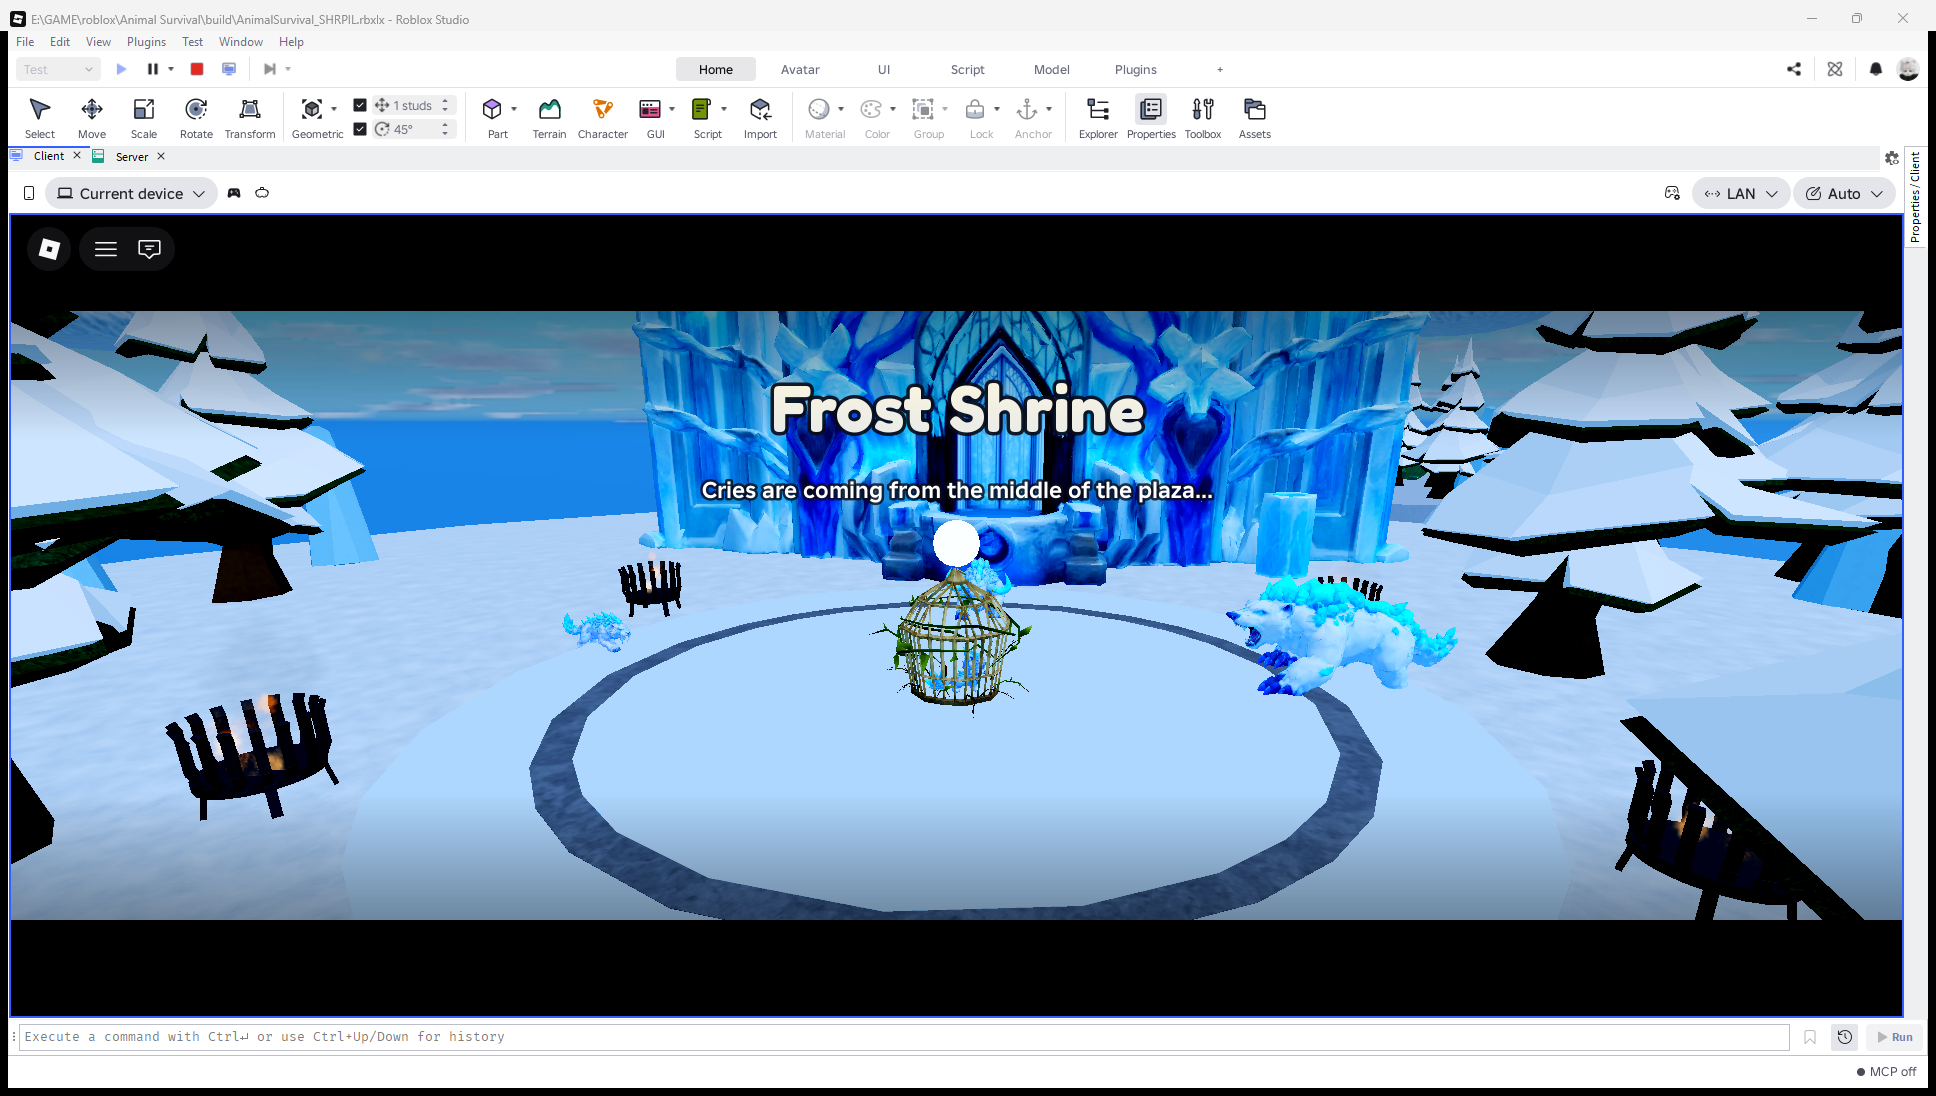 E:\GAME\roblox\Animal Survival\build\AnimalSurvival_SHRPIL.rbxlx - Roblox Studio
File Edit View Plugins Test Window Help
Test
Home Avatar UI Script Model Plugins +
1 studs
45°
Select Move Scale Rotate Transform Geometric Part Terrain Character GUI Script Import Material Color Group Lock Anchor Explorer Properties Toolbox Assets
Client Server
Properties / Client
Current device LAN Auto
Frost Shrine
Cries are coming from the middle of the plaza...
Execute a command with Ctrl↵ or use Ctrl+Up/Down for history
Run
MCP off